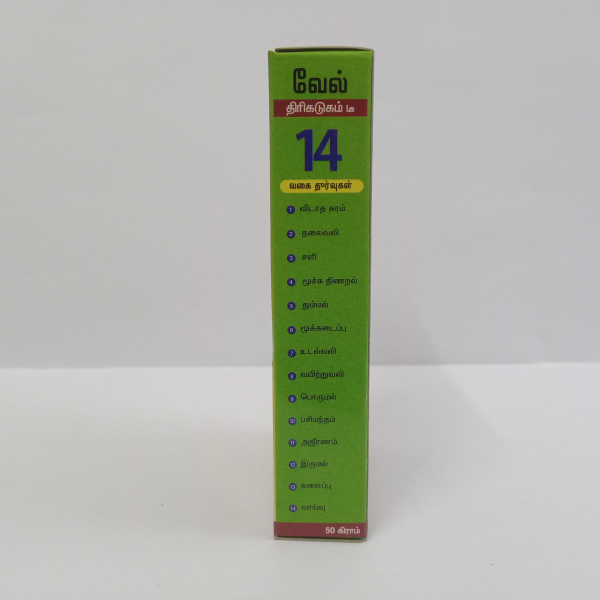 வேல்
திரிகடுகம் டீ
14
வகை தீர்வுகள்
1 விடாத சுரம்
2 தலைவலி
3 சளி
4 மூச்சு திணறல்
5 தும்மல்
6 மூக்கடைப்பு
7 உடல்வலி
8 வயிற்றுவலி
9 பொருமல்
10 பசிமந்தம்
11 அஜீரணம்
12 இருமல்
13 களைப்பு
14 வாய்வு
50 கிராம்